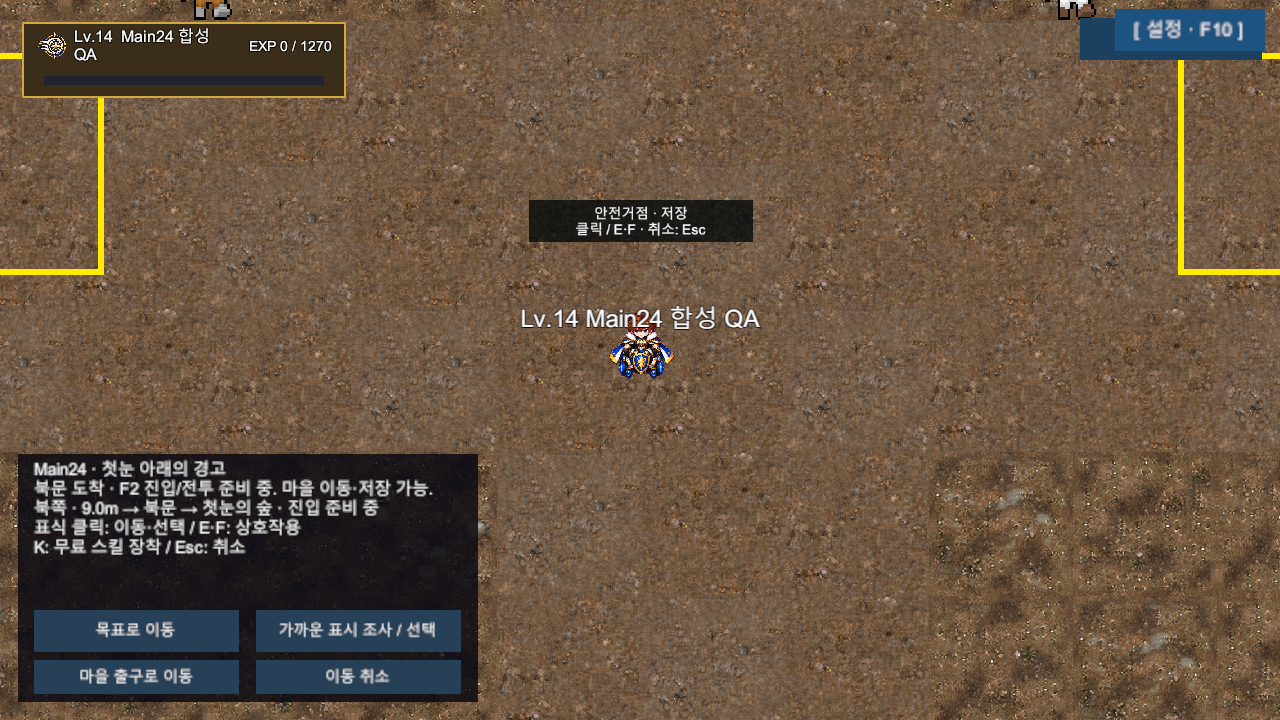 Lv.14 Main24 합성
QA
EXP 0 / 1270
[ 설정 · F10 ]
안전거점 · 저장
클릭 / E·F · 취소: Esc
Lv.14 Main24 합성 QA
Main24 · 첫눈 아래의 경고
북문 도착 · F2 진입/전투 준비 중. 마을 이동·저장 가능.
북쪽 · 9.0m → 북문 → 첫눈의 숲 · 진입 준비 중
표식 클릭: 이동·선택 / E·F: 상호작용
K: 무료 스킬 장착 / Esc: 취소
목표로 이동
가까운 표시 조사 / 선택
마을 출구로 이동
이동 취소